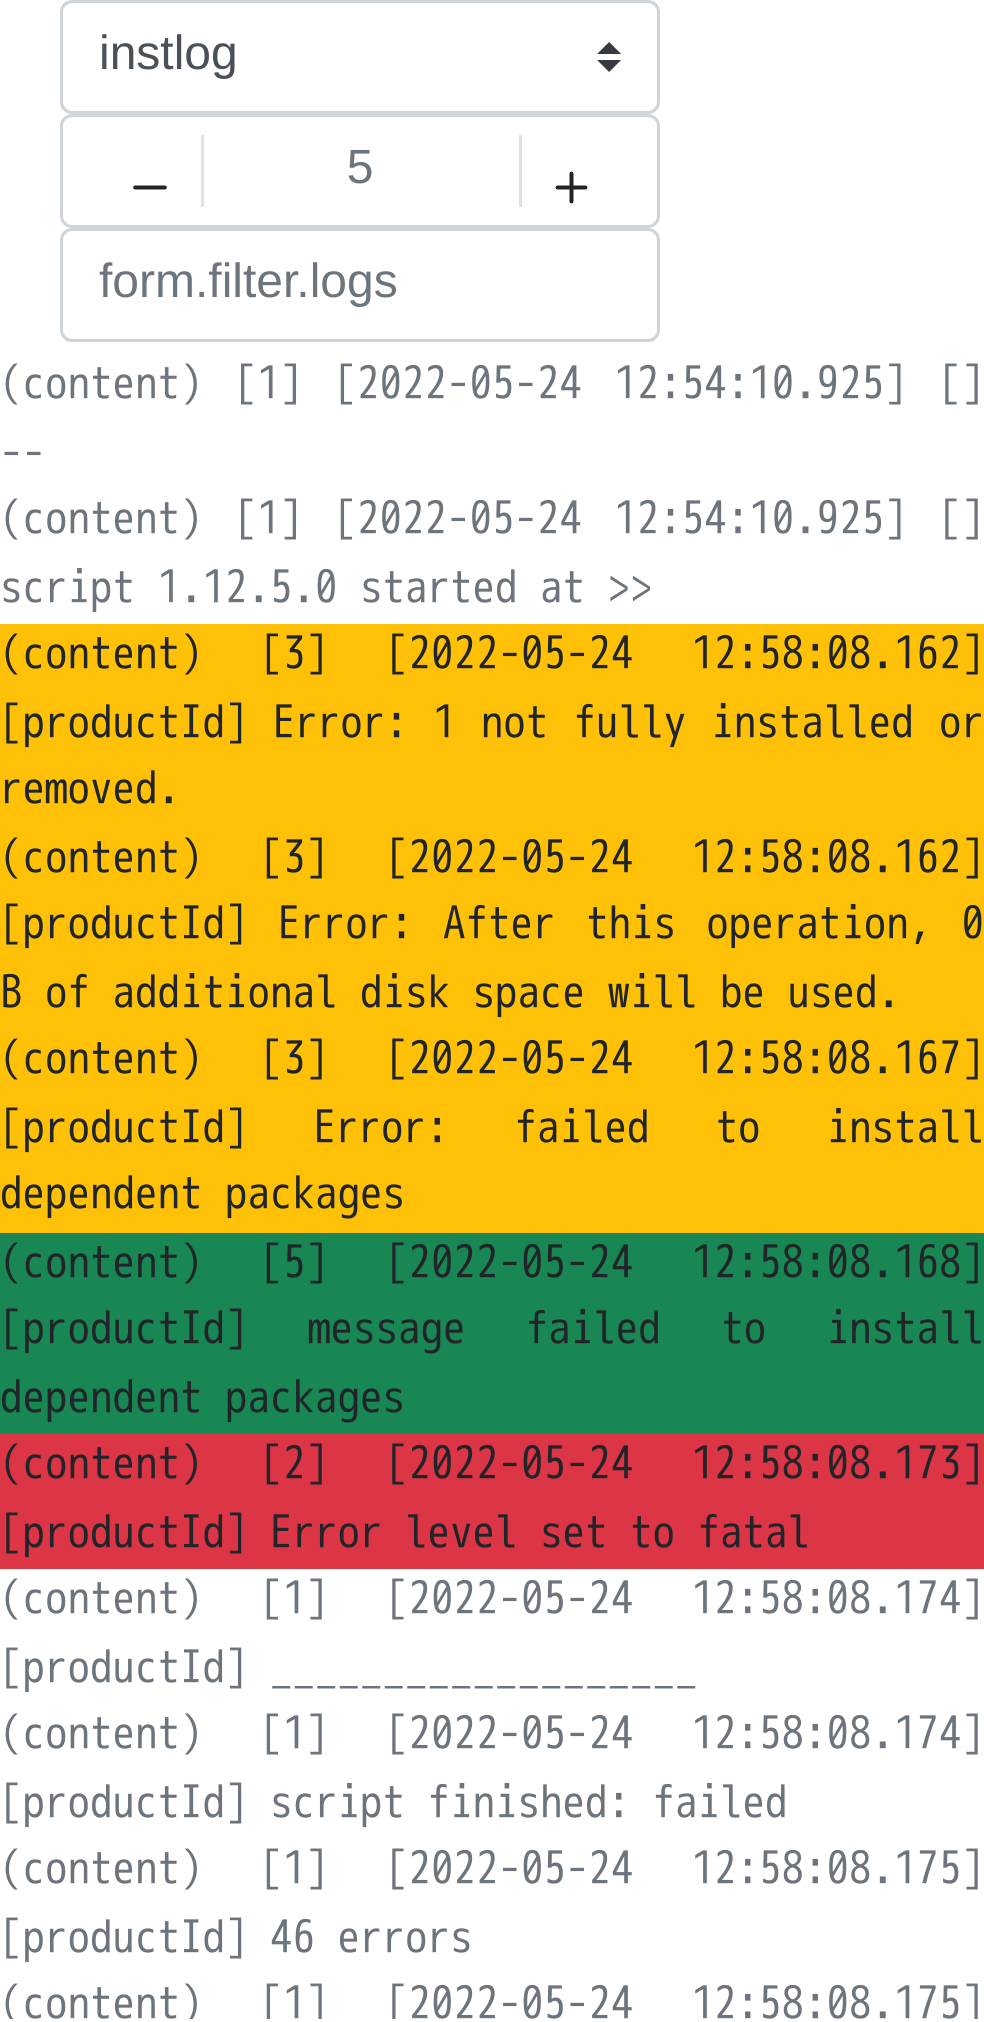 instlog
5
form.filter.logs
(content) [1] [2022-05-24 12:54:10.925] []
--
(content) [1] [2022-05-24 12:54:10.925] []
script 1.12.5.0 started at >>
(content) [3] [2022-05-24 12:58:08.162]
[productId] Error: 1 not fully installed or
removed.
(content) [3] [2022-05-24 12:58:08.162]
[productId] Error: After this operation, 0
B of additional disk space will be used.
(content) [3] [2022-05-24 12:58:08.167]
[productId] Error: failed to install
dependent packages
(content) [5] [2022-05-24 12:58:08.168]
[productId] message failed to install
dependent packages
(content) [2] [2022-05-24 12:58:08.173]
[productId] Error level set to fatal
(content) [1] [2022-05-24 12:58:08.174]
[productId] ___________________
(content) [1] [2022-05-24 12:58:08.174]
[productId] script finished: failed
(content) [1] [2022-05-24 12:58:08.175]
[productId] 46 errors
(content) [1] [2022-05-24 12:58:08.175]